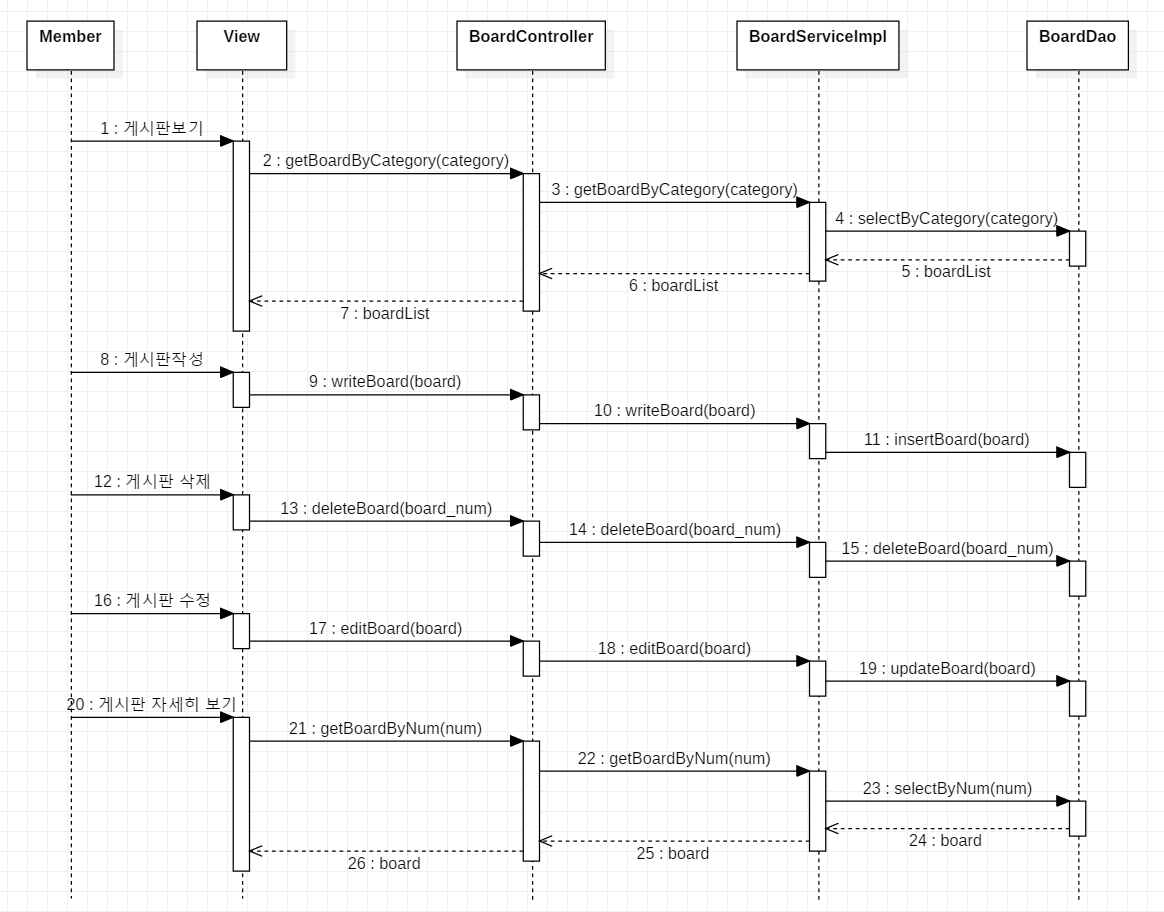 Member
View
BoardController
BoardServiceImpl
BoardDao
1 : 게시판보기
2 : getBoardByCategory(category)
3 : getBoardByCategory(category)
4 : selectByCategory(category)
5 : boardList
6 : boardList
7 : boardList
8 : 게시판작성
9 : writeBoard(board)
10 : writeBoard(board)
11 : insertBoard(board)
12 : 게시판 삭제
13 : deleteBoard(board_num)
14 : deleteBoard(board_num)
15 : deleteBoard(board_num)
16 : 게시판 수정
17 : editBoard(board)
18 : editBoard(board)
19 : updateBoard(board)
20 : 게시판 자세히 보기
21 : getBoardByNum(num)
22 : getBoardByNum(num)
23 : selectByNum(num)
24 : board
25 : board
26 : board